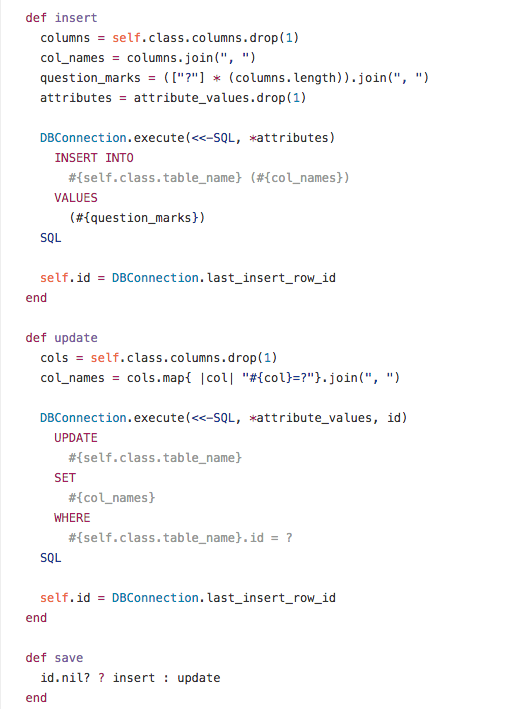 def insert
  columns = self.class.columns.drop(1)
  col_names = columns.join(", ")
  question_marks = (["?"] * (columns.length)).join(", ")
  attributes = attribute_values.drop(1)

  DBConnection.execute(<<-SQL, *attributes)
    INSERT INTO
      #{self.class.table_name} (#{col_names})
    VALUES
      (#{question_marks})
  SQL

  self.id = DBConnection.last_insert_row_id
end

def update
  cols = self.class.columns.drop(1)
  col_names = cols.map{ |col| "#{col}=?"}.join(", ")

  DBConnection.execute(<<-SQL, *attribute_values, id)
    UPDATE
      #{self.class.table_name}
    SET
      #{col_names}
    WHERE
      #{self.class.table_name}.id = ?
  SQL

  self.id = DBConnection.last_insert_row_id
end

def save
  id.nil? ? insert : update
end